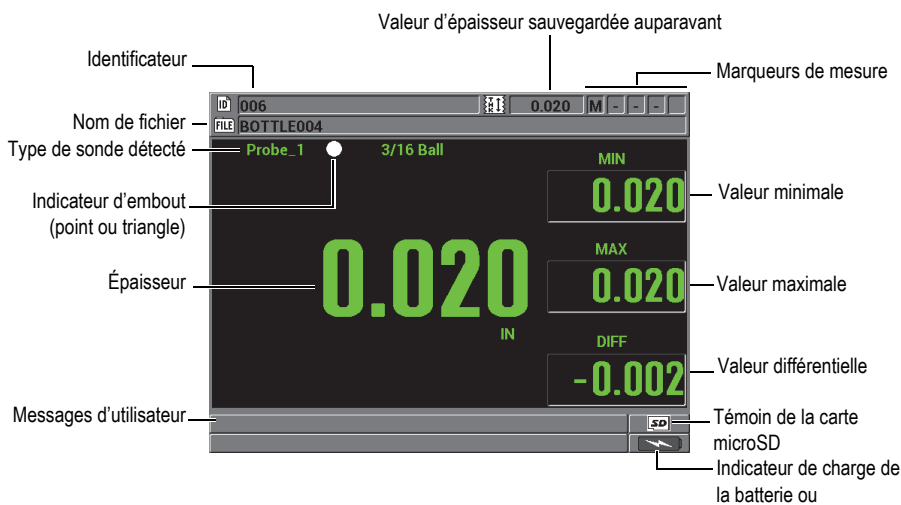 Valeur d’épaisseur sauvegardée auparavant
Identificateur
Marqueurs de mesure
ID 006 0.020 M - - -
Nom de fichier
FILE BOTTLE004
Type de sonde détecté
Probe_1 3/16 Ball
MIN
Indicateur d’embout
(point ou triangle)
0.020
Valeur minimale
Épaisseur
0.020
IN
MAX
0.020
Valeur maximale
DIFF
-0.002
Valeur différentielle
Messages d’utilisateur
SD
Témoin de la carte
microSD
Indicateur de charge de
la batterie ou